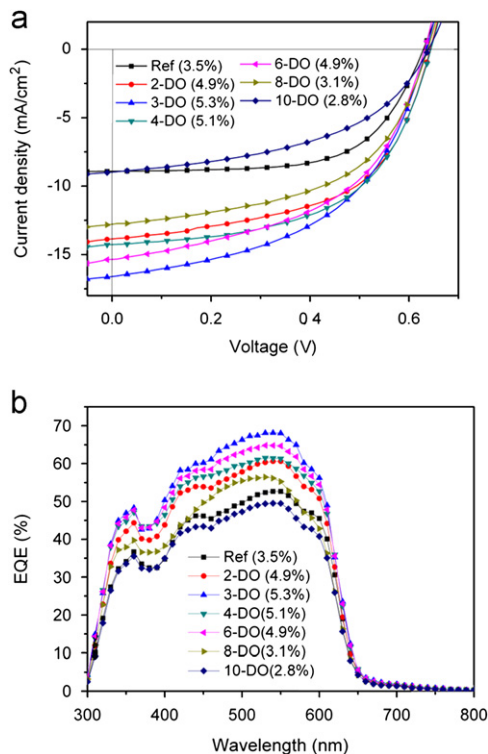 a
0
-5
-10
-15
Current density (mA/cm²)
Ref (3.5%)
2-DO (4.9%)
3-DO (5.3%)
4-DO (5.1%)
6-DO (4.9%)
8-DO (3.1%)
10-DO (2.8%)
0.0 0.2 0 4 0.6
Voltage (V)
b
70
60
50
40
30
20
10
0
EQE (%)
Ref (3.5%)
2-DO (4.9%)
3-DO (5.3%)
4-DO(5.1%)
6-DO(4.9%)
8-DO(3.1%)
10-DO(2.8%)
300 400 500 600 700 800
Wavelength (nm)